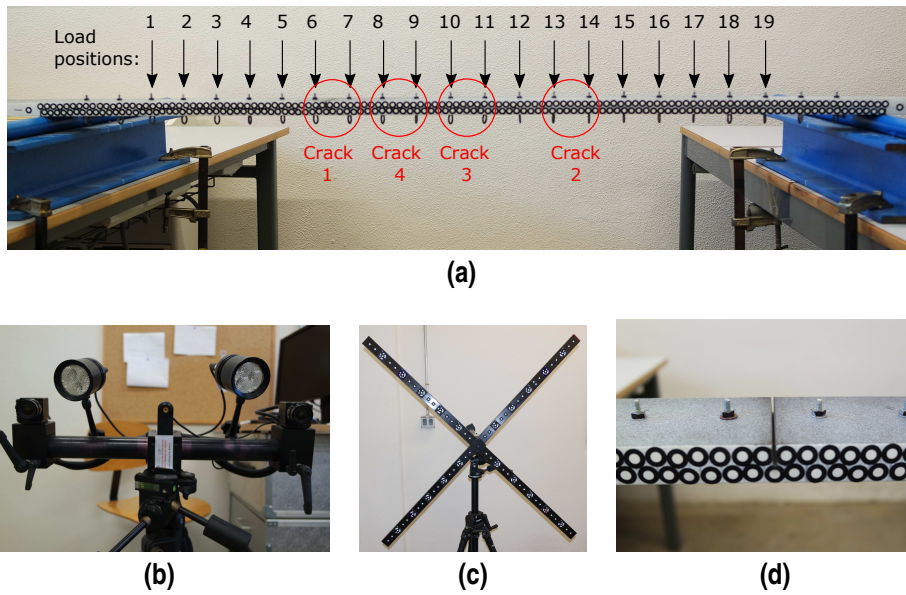 Load positions:
1 2 3 4 5 6 7 8 9 10 11 12 13 14 15 16 17 18 19
Crack 1
Crack 4
Crack 3
Crack 2
(a)
(b)
(c)
(d)